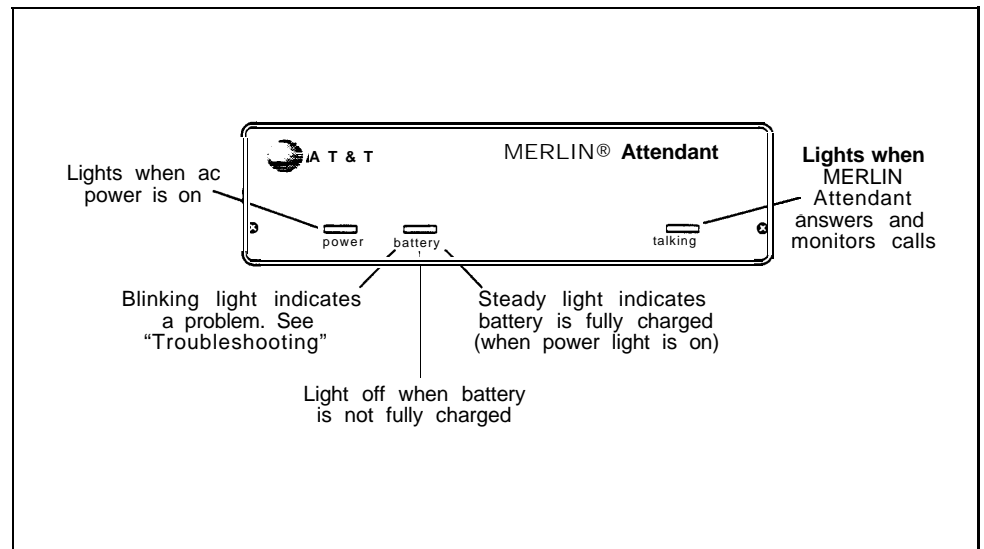 AT&T
MERLIN® Attendant
Lights when ac
power is on
Lights when
MERLIN
Attendant
answers and
monitors calls
power
battery
talking
Blinking light indicates
a problem. See
“Troubleshooting”
Steady light indicates
battery is fully charged
(when power light is on)
Light off when battery
is not fully charged